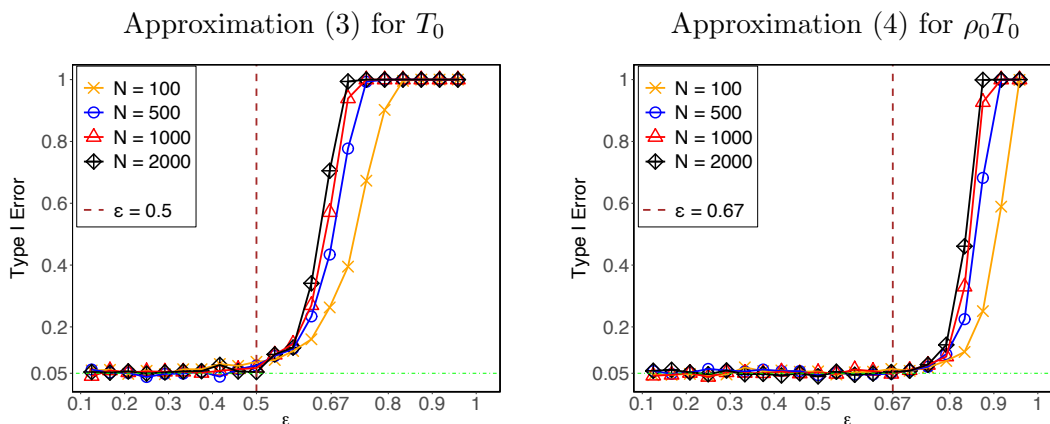 Approximation (3) for T₀
1
0.8
0.6
0.4
0.2
0.05
Type I Error
N = 100
N = 500
N = 1000
N = 2000
ε = 0.5
0.1 0.2 0.4 0.5 0.67 0.8 0.9 1
ε
Approximation (4) for ρ₀T₀
1
0.8
0.6
0.4
0.2
0.05
Type I Error
N = 100
N = 500
N = 1000
N = 2000
ε = 0.67
0.1 0.2 0.4 0.5 0.67 0.8 0.9 1
ε